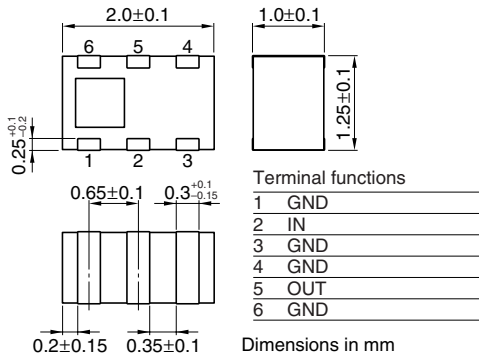 2.0±0.1
1.0±0.1
6 5 4
1.25±0.1
0.25+0.1−0.2
1 2 3
0.65±0.1
0.3+0.1−0.15
Terminal functions
1 GND
2 IN
3 GND
4 GND
5 OUT
6 GND
0.2±0.15
0.35±0.1
Dimensions in mm